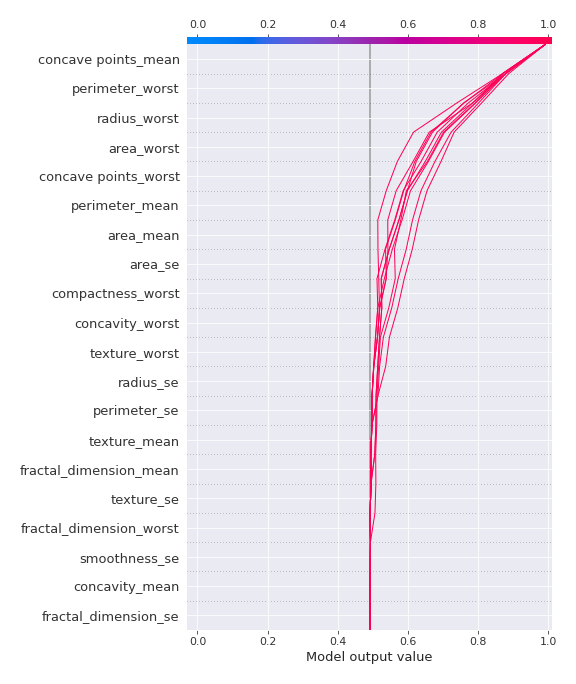 0.0 0.2 0.4 0.6 0.8 1.0
concave points_mean
perimeter_worst
radius_worst
area_worst
concave points_worst
perimeter_mean
area_mean
area_se
compactness_worst
concavity_worst
texture_worst
radius_se
perimeter_se
texture_mean
fractal_dimension_mean
texture_se
fractal_dimension_worst
smoothness_se
concavity_mean
fractal_dimension_se
0.0 0.2 0.4 0.6 0.8 1.0
Model output value